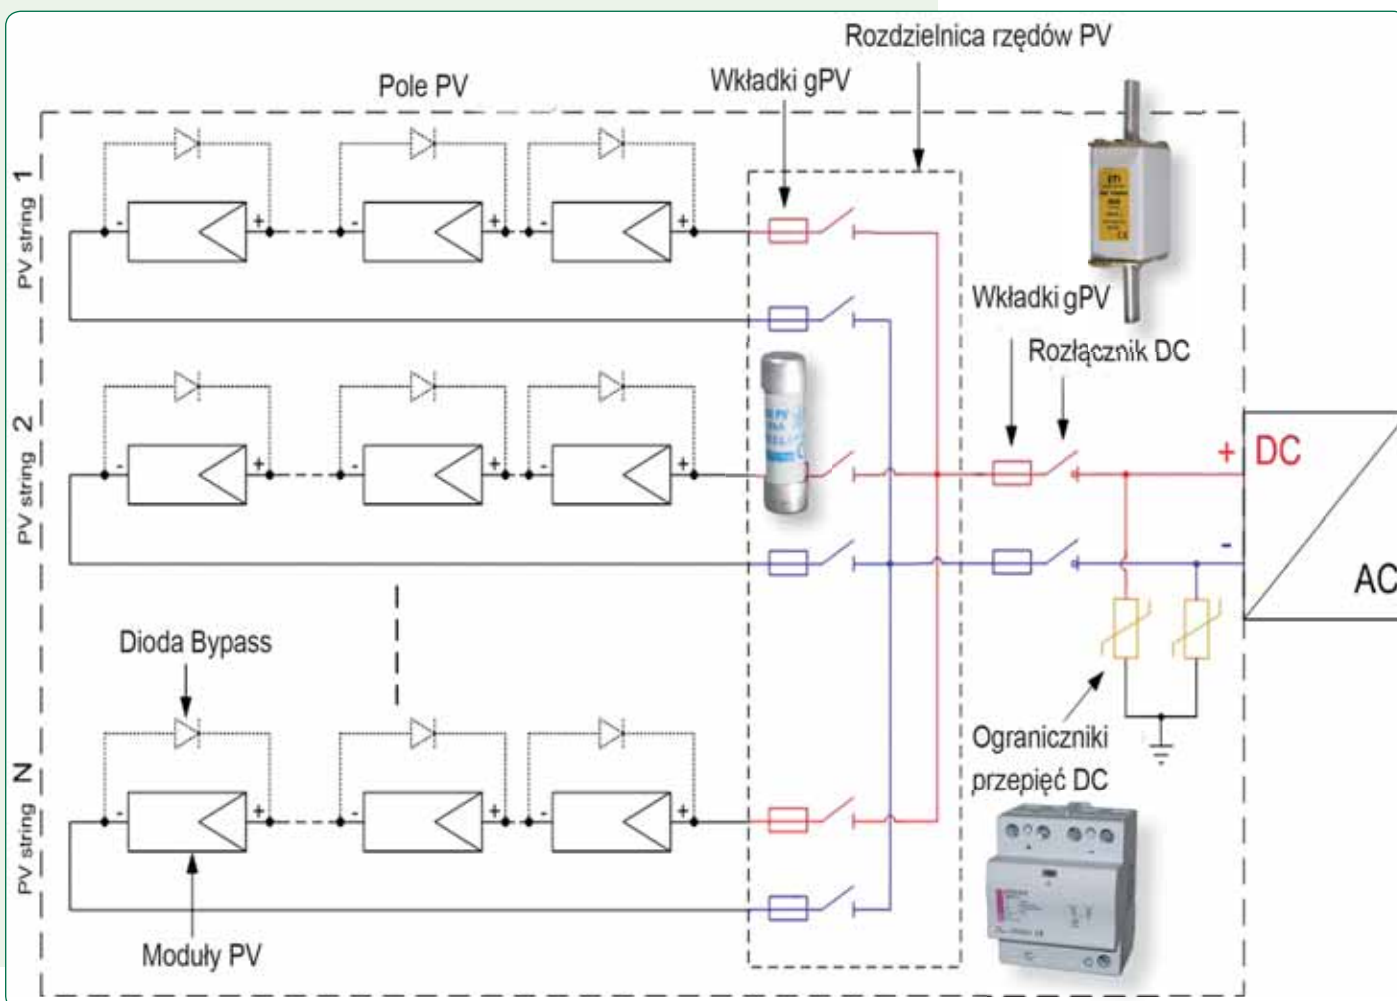 Rozdzielnica rzędów PV
Wkładki gPV
Pole PV
PV string 1
- + - + - +
Wkładki gPV
Rozłącznik DC
PV string 2
- + - + - +
+ DC
-
AC
Dioda Bypass
Ograniczniki
przepięć DC
PV string N
- + - + - +
Moduły PV
ETI